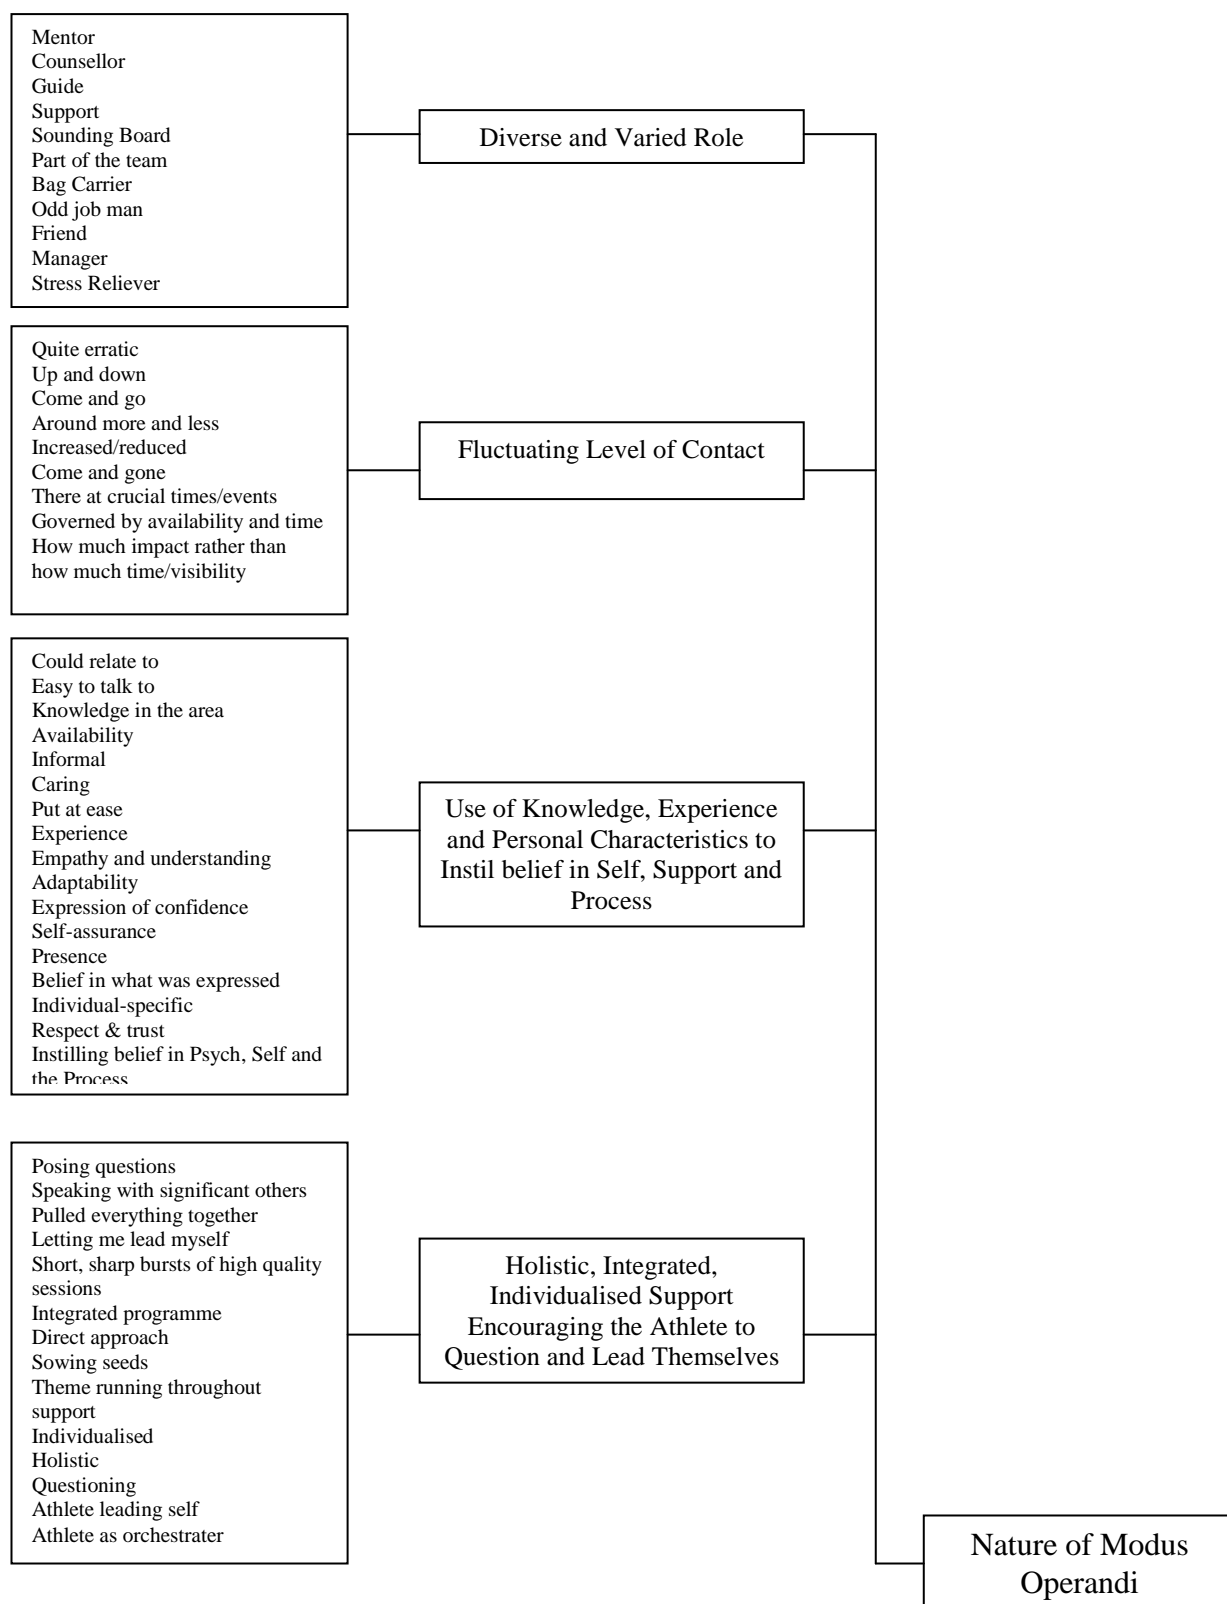 Mentor
Counsellor
Guide
Support
Sounding Board
Part of the team
Bag Carrier
Odd job man
Friend
Manager
Stress Reliever
Diverse and Varied Role
Quite erratic
Up and down
Come and go
Around more and less
Increased/reduced
Come and gone
There at crucial times/events
Governed by availability and time
How much impact rather than
how much time/visibility
Fluctuating Level of Contact
Could relate to
Easy to talk to
Knowledge in the area
Availability
Informal
Caring
Put at ease
Experience
Empathy and understanding
Adaptability
Expression of confidence
Self-assurance
Presence
Belief in what was expressed
Individual-specific
Respect & trust
Instilling belief in Psych, Self and
the Process
Use of Knowledge, Experience
and Personal Characteristics to
Instil belief in Self, Support and
Process
Posing questions
Speaking with significant others
Pulled everything together
Letting me lead myself
Short, sharp bursts of high quality
sessions
Integrated programme
Direct approach
Sowing seeds
Theme running throughout
support
Individualised
Holistic
Questioning
Athlete leading self
Athlete as orchestrater
Holistic, Integrated,
Individualised Support
Encouraging the Athlete to
Question and Lead Themselves
Nature of Modus
Operandi